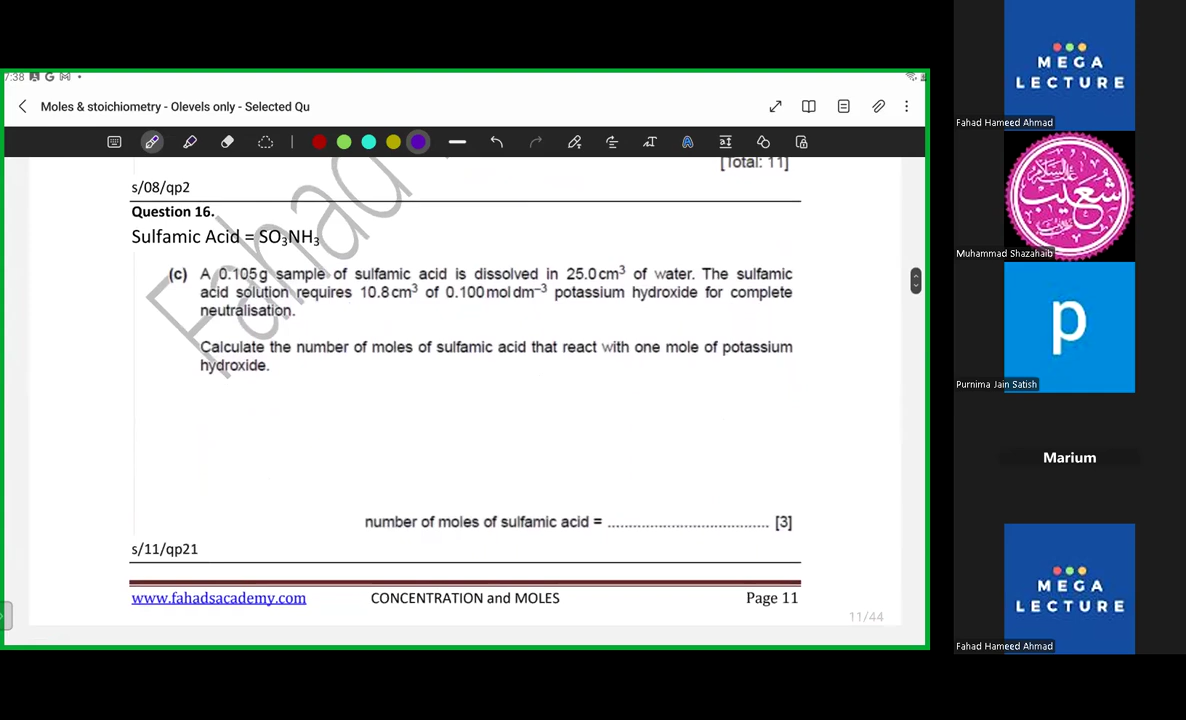 MEGA
LECTURE
Fahad Hameed Ahmad
7:38
Moles & stoichiometry - Olevels only - Selected Qu
[Total: 11]
s/08/qp2
Question 16.
Sulfamic Acid = SO₃NH₃
Fahad
(c) A 0.105 g sample of sulfamic acid is dissolved in 25.0 cm³ of water. The sulfamic
acid solution requires 10.8 cm³ of 0.100 mol dm⁻³ potassium hydroxide for complete
neutralisation.
Calculate the number of moles of sulfamic acid that react with one mole of potassium
hydroxide.
number of moles of sulfamic acid = ..................................... [3]
s/11/qp21
www.fahadsacademy.com CONCENTRATION and MOLES Page 11
11/44
Muhammad Shazahaib
p
Purnima Jain Satish
Marium
MEGA
LECTURE
Fahad Hameed Ahmad